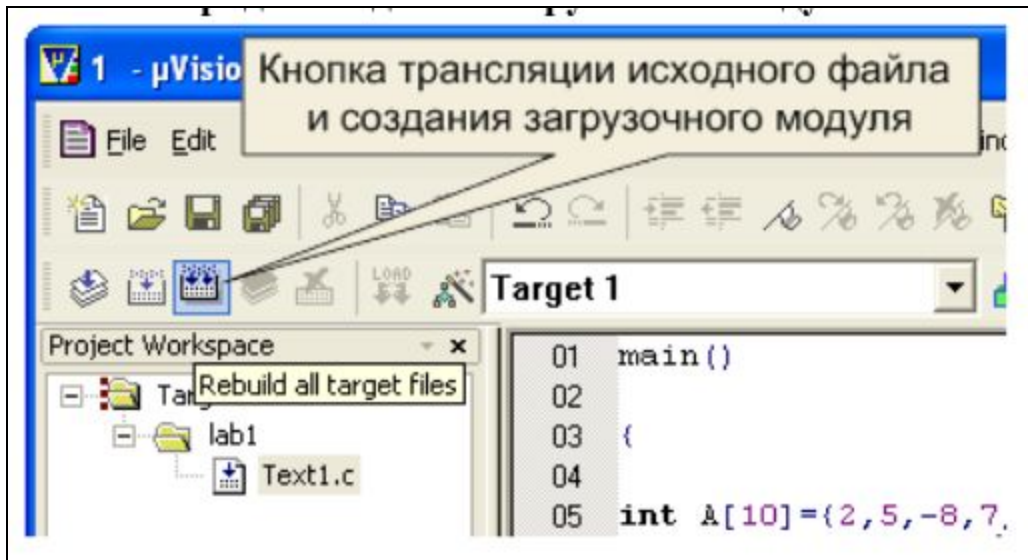 1 - µVisio
Кнопка трансляции исходного файла
и создания загрузочного модуля
File Edit
LOAD
Target 1
Project Workspace
Rebuild all target files
lab1
Text1.c
01 main()
02
03 {
04
05 int A[10]={2,5,-8,7,